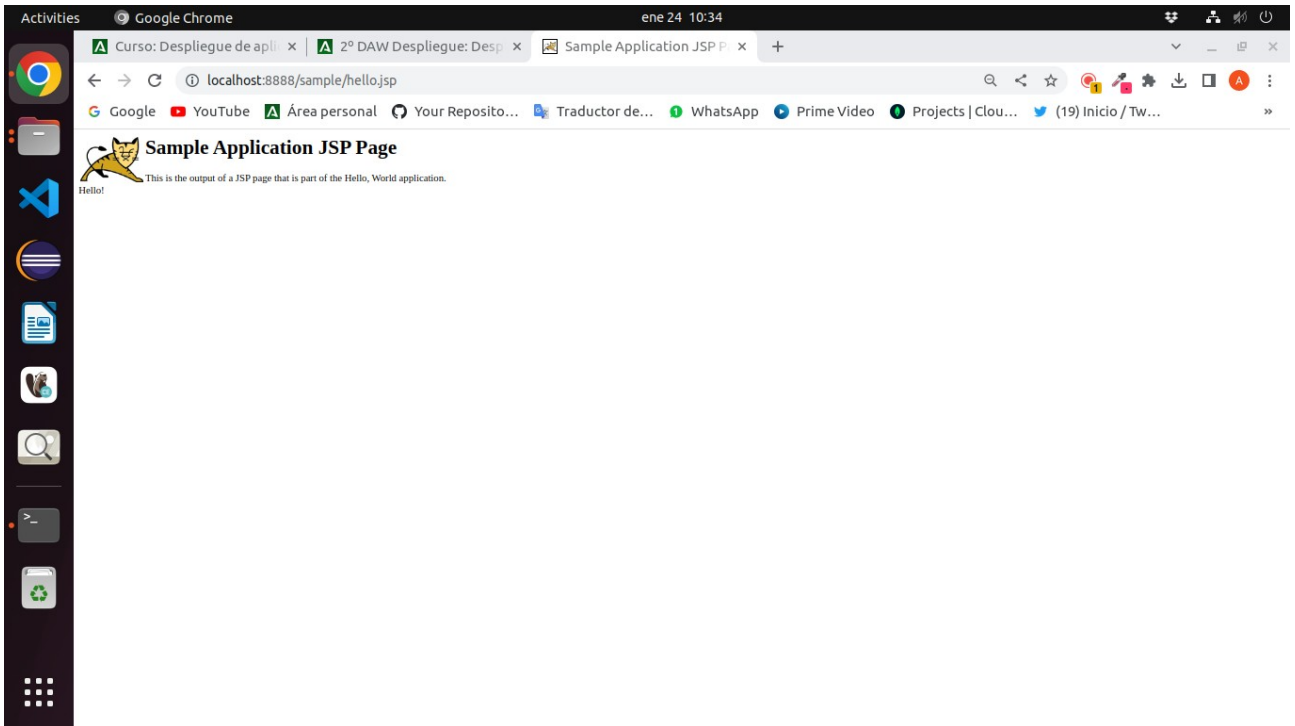 Activities Google Chrome ene 24 10:34
Curso: Despliegue de apli 2º DAW Despliegue: Desp Sample Application JSP P
localhost:8888/sample/hello.jsp
Google YouTube Área personal Your Reposito... Traductor de... WhatsApp Prime Video Projects | Clou... (19) Inicio / Tw... »
Sample Application JSP Page
This is the output of a JSP page that is part of the Hello, World application.
Hello!